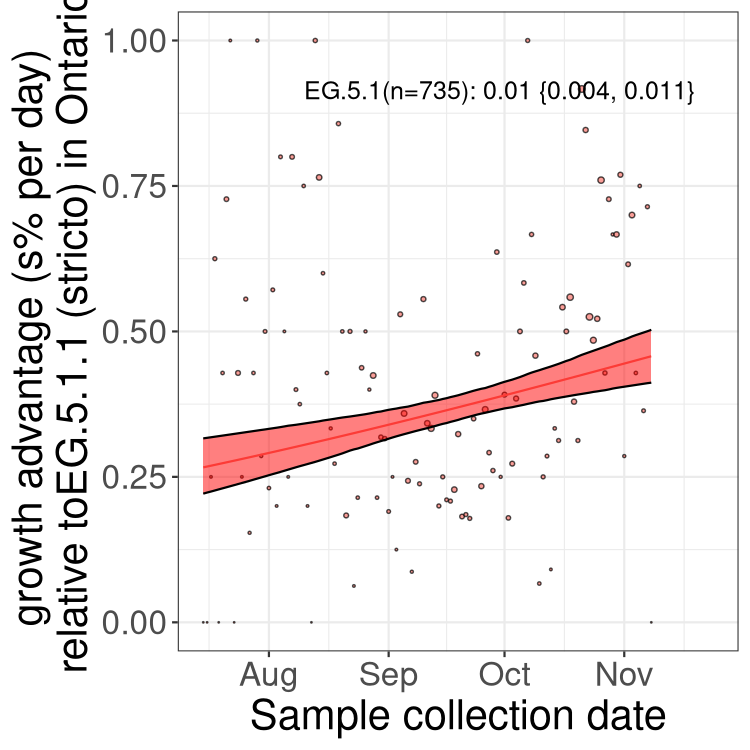 growth advantage (s% per day)
relative toEG.5.1.1 (stricto) in Ontario
1.00
0.75
0.50
0.25
0.00
EG.5.1(n=735): 0.01 {0.004, 0.011}
Aug Sep Oct Nov
Sample collection date